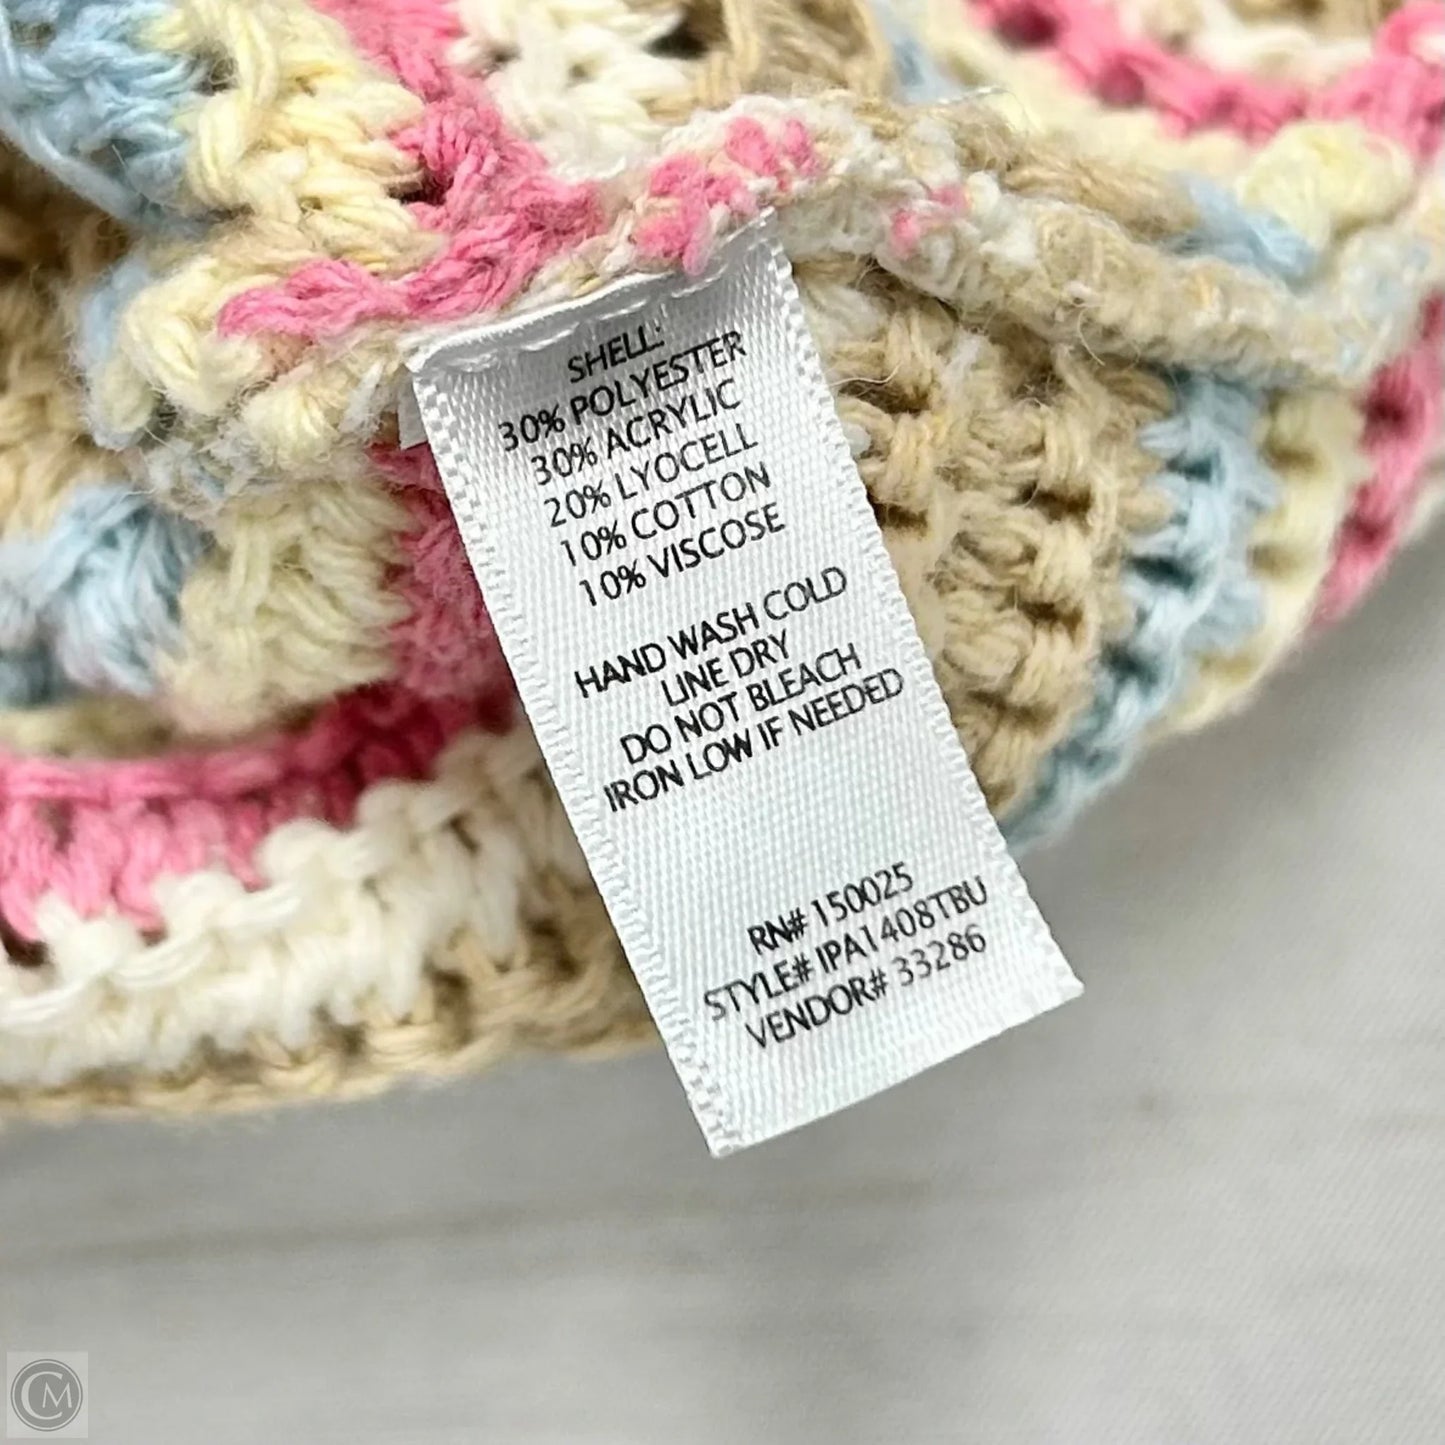 SHELL:
30% POLYESTER
30% ACRYLIC
20% LYOCELL
10% COTTON
10% VISCOSE
HAND WASH COLD
LINE DRY
DO NOT BLEACH
IRON LOW IF NEEDED
RN# 150025
STYLE# IPA1408TBU
VENDOR# 33286
CM